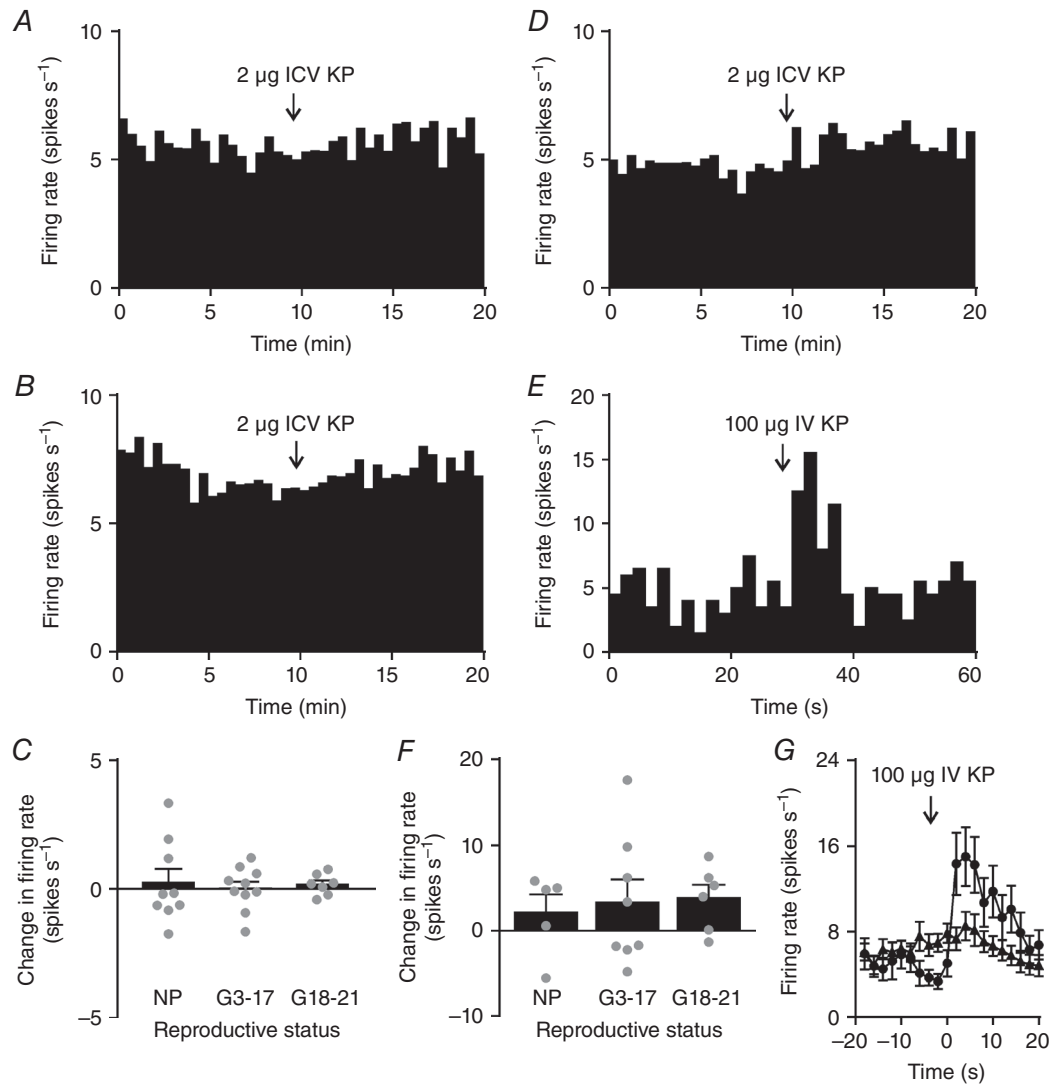 A
10
5
0
Firing rate (spikes s⁻¹)
2 µg ICV KP
0 5 10 15 20
Time (min)
D
10
5
0
Firing rate (spikes s⁻¹)
2 µg ICV KP
0 5 10 15 20
Time (min)
B
10
5
0
Firing rate (spikes s⁻¹)
2 µg ICV KP
0 5 10 15 20
Time (min)
E
20
15
10
5
0
Firing rate (spikes s⁻¹)
100 µg IV KP
0 20 40 60
Time (s)
C
5
0
–5
Change in firing rate
(spikes s⁻¹)
NP G3-17 G18-21
Reproductive status
F
20
10
0
–10
Change in firing rate
(spikes s⁻¹)
NP G3-17 G18-21
Reproductive status
G
24
16
8
0
Firing rate (spikes s⁻¹)
100 µg IV KP
–20 –10 0 10 20
Time (s)